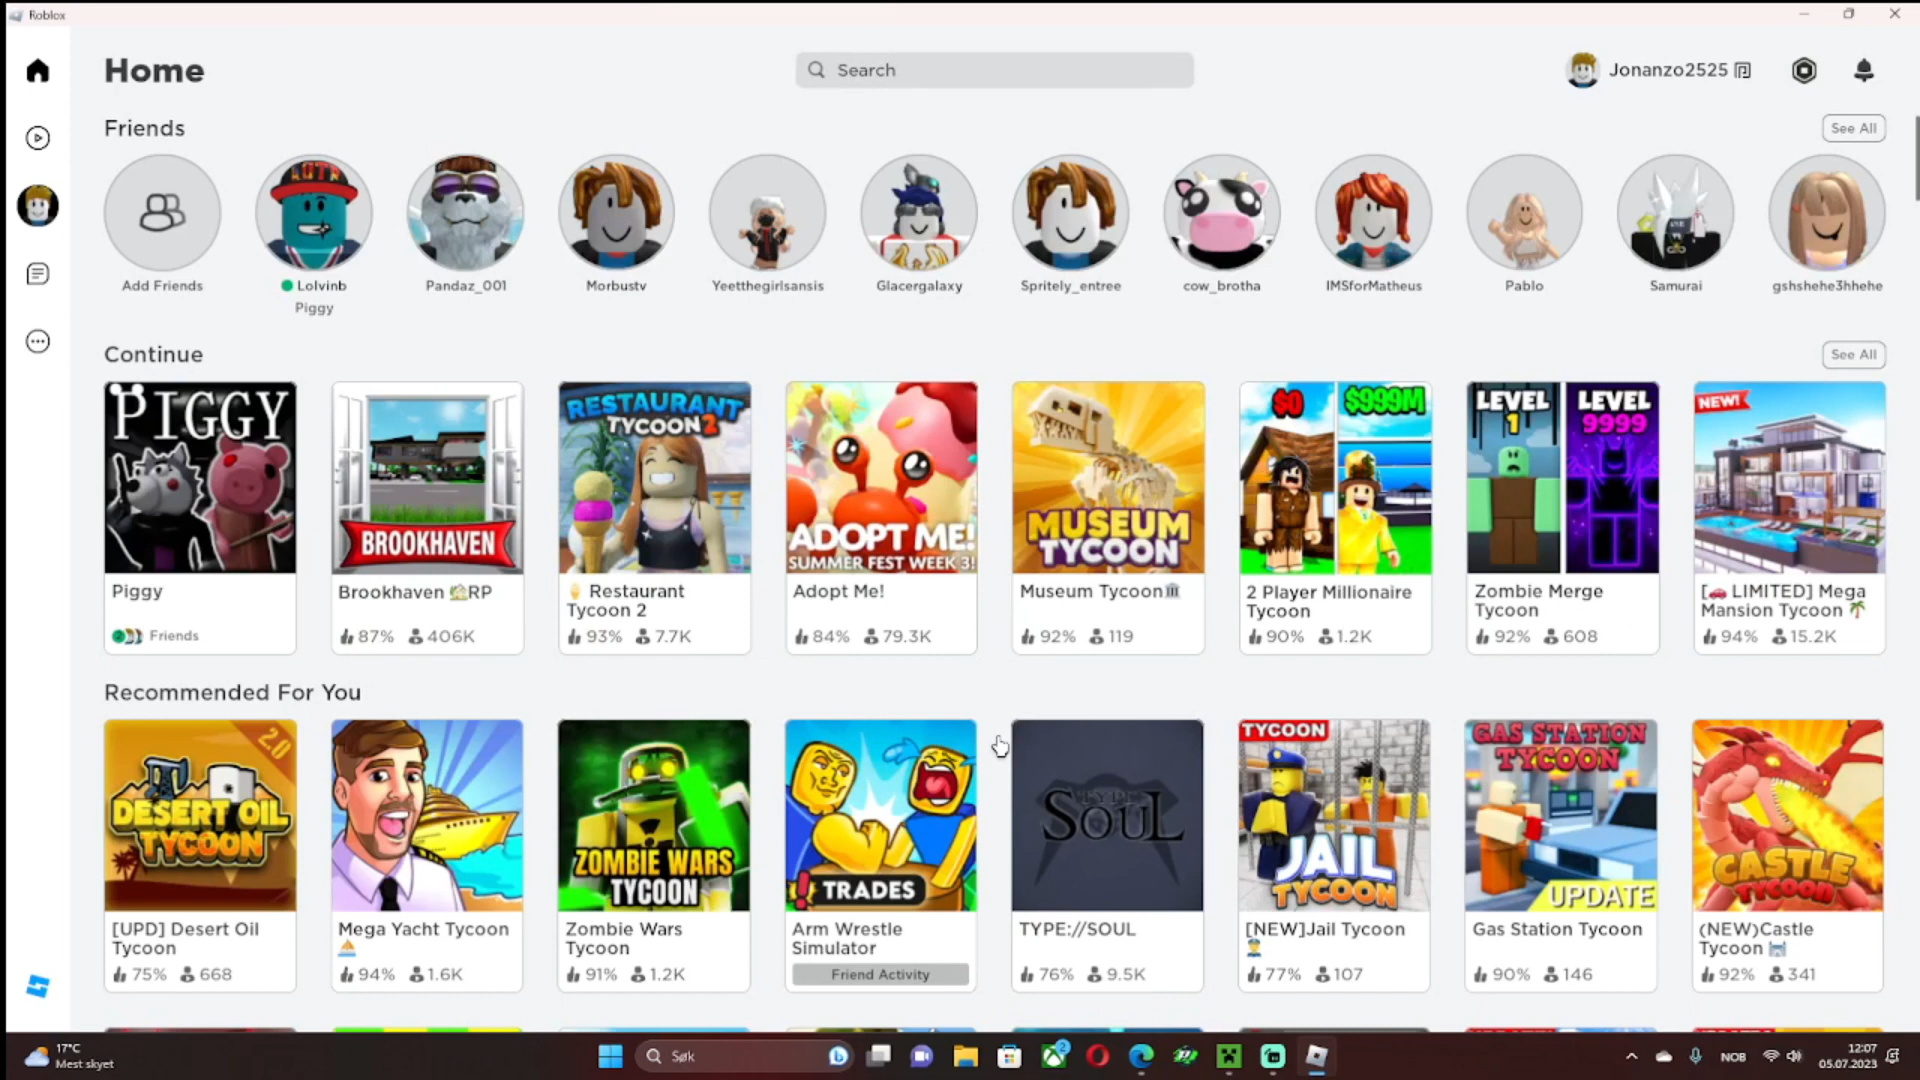 Roblox
Home
Search
Jonanzo2525
Friends
See All
AOTR
Add Friends
Lolvinb
Piggy
Pandaz_001
Morbustv
Yeetthegirlsansis
Glacergalaxy
Spritely_entree
cow_brotha
IMSforMatheus
Pablo
Samurai
gshshehe3hhehe
Continue
See All
PIGGY
BROOKHAVEN
RESTAURANT
TYCOON 2
ADOPT ME!
SUMMER FEST WEEK 3!
MUSEUM
TYCOON
$0
$999M
LEVEL
1
LEVEL
9999
NEW!
Piggy
2
Friends
Brookhaven 🏡RP
87% 406K
🍦 Restaurant
Tycoon 2
93% 7.7K
Adopt Me!
84% 79.3K
Museum Tycoon🏛
92% 119
2 Player Millionaire
Tycoon
90% 1.2K
Zombie Merge
Tycoon
92% 608
[🚗 LIMITED] Mega
Mansion Tycoon 🌴
94% 15.2K
Recommended For You
2.0
DESERT OIL
TYCOON
ZOMBIE WARS
TYCOON
TRADES
TYPE
SOUL
TYCOON
JAIL
TYCOON
GAS STATION
TYCOON
UPDATE
CASTLE
TYCOON
[UPD] Desert Oil
Tycoon
75% 668
Mega Yacht Tycoon
⛵
94% 1.6K
Zombie Wars
Tycoon
91% 1.2K
Arm Wrestle
Simulator
Friend Activity
TYPE://SOUL
76% 9.5K
[NEW]Jail Tycoon
👮
77% 107
Gas Station Tycoon
90% 146
(NEW)Castle
Tycoon 🏰
92% 341
17°C
Mest skyet
Søk
2
NOB
12:07
05.07.2023